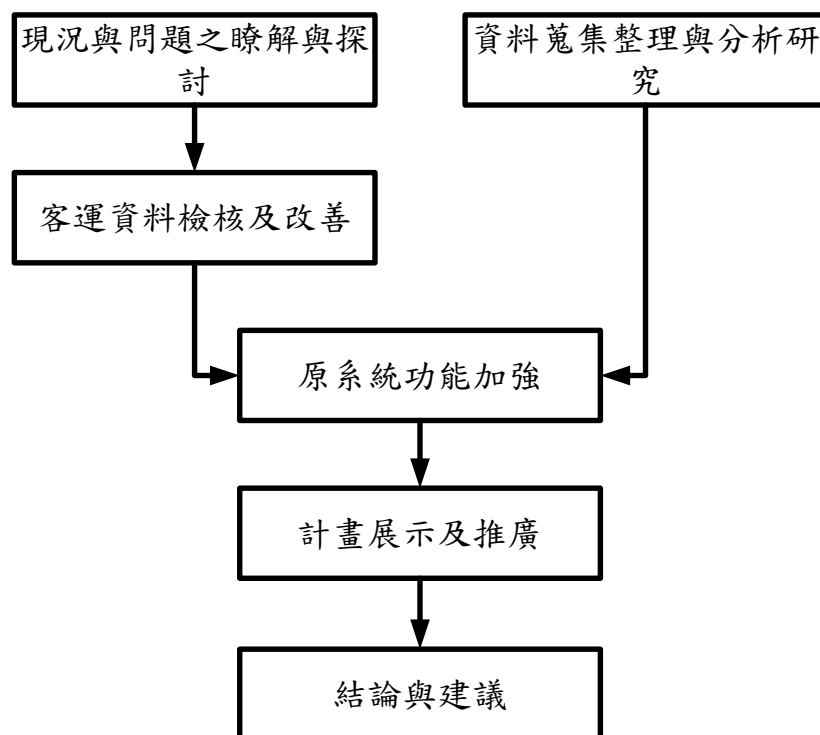 現況與問題之瞭解與探
討
資料蒐集整理與分析研
究
客運資料檢核及改善
原系統功能加強
計畫展示及推廣
結論與建議